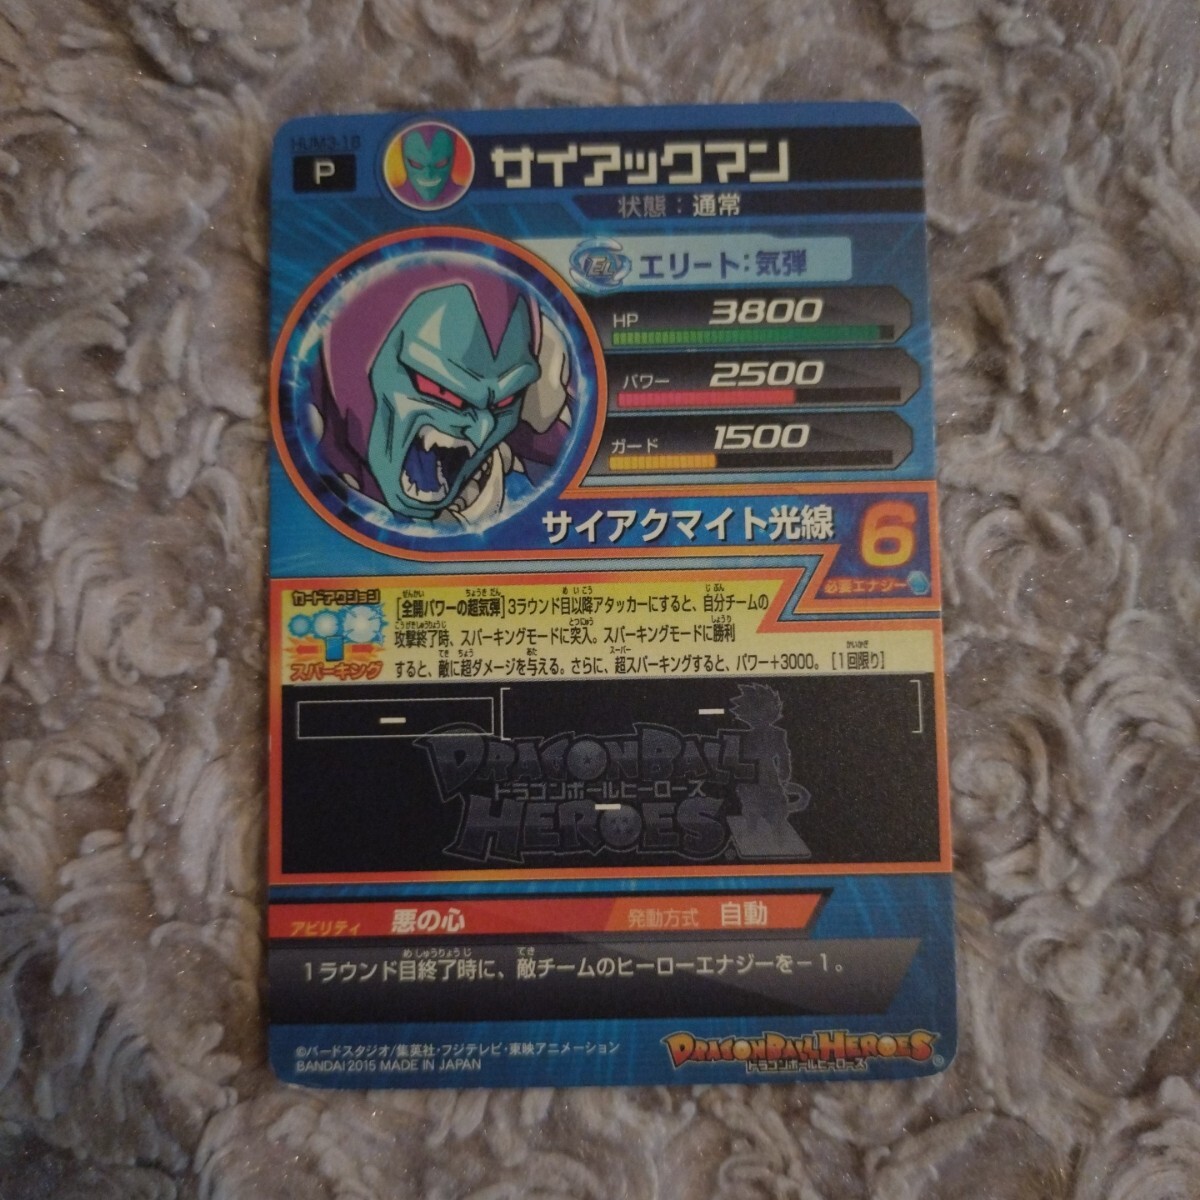 HUM3-18
P
サイアックマン
状態：通常
EL
エリート：気弾
HP 3800
パワー 2500
ガード 1500
サイアクマイト光線
6
必要エナジー
カードアクション
スパーキング
[全開パワーの超気弾]3ラウンド目以降アタッカーにすると、自分チームの
攻撃終了時、スパーキングモードに突入。スパーキングモードに勝利
すると、敵に超ダメージを与える。さらに、超スパーキングすると、パワー+3000。[1回限り]
DRAGONBALL
ドラゴンボールヒーローズ
HEROES
アビリティ 悪の心 発動方式 自動
1ラウンド目終了時に、敵チームのヒーローエナジーを－1。
©バードスタジオ/集英社・フジテレビ・東映アニメーション
BANDAI 2015 MADE IN JAPAN
DRAGONBALL HEROES
ドラゴンボールヒーローズ